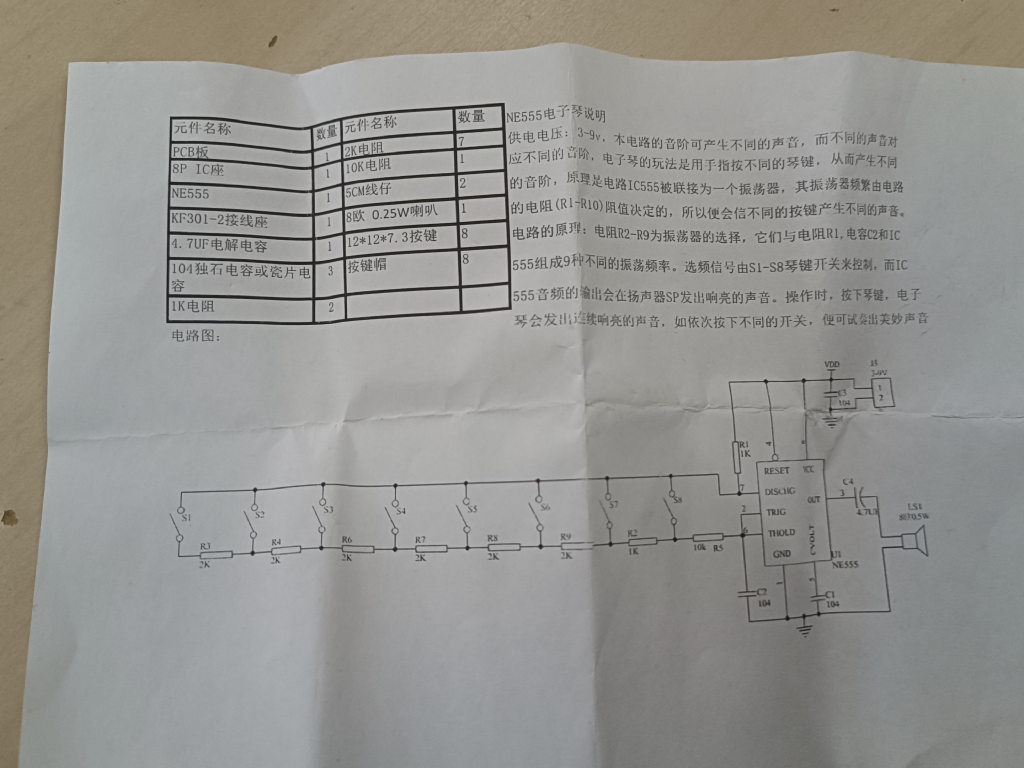 元件名称 数量 元件名称 数量
PCB板 1 2K电阻 7
8P IC座 1 10K电阻 1
NE555 1 5CM线仔 2
KF301-2接线座 1 8欧 0.25W喇叭 1
4.7UF电解电容 1 12*12*7.3按键 8
104独石电容或瓷片电容 3 按键帽 8
1K电阻 2
电路图:
NE555电子琴说明
供电电压: 3-9v, 本电路的音阶可产生不同的声音, 而不同的声音对
应不同的音阶, 电子琴的玩法是用手指按不同的琴键, 从而产生不同
的音阶, 原理是电路IC555被联接为一个振荡器, 其振荡器频繁由电路
的电阻(R1-R10)阻值决定的, 所以便会信不同的按键产生不同的声音。
电路的原理: 电阻R2-R9为振荡器的选择, 它们与电阻R1,电容C2和IC
555组成9种不同的振荡频率。选频信号由S1-S8琴键开关来控制, 而IC
555音频的输出会在扬声器SP发出响亮的声音。操作时, 按下琴键, 电子
琴会发出连续响亮的声音, 如依次按下不同的开关, 便可试奏出美妙声音
VDD
J3
1
2
C3
104
R1
1K
4
8
RESET VCC
7 DISCHG
OUT 3
2 TRIG
6 THOLD
GND CVOLT
1 5
U1
NE555
C4
LS1
C2
104
C1
104
S1 S2 S3 S4 S5 S6 S7 S8
R3 R4 R6 R7 R8 R9 R2 10k R5
2K 2K 2K 2K 2K 2K 1K